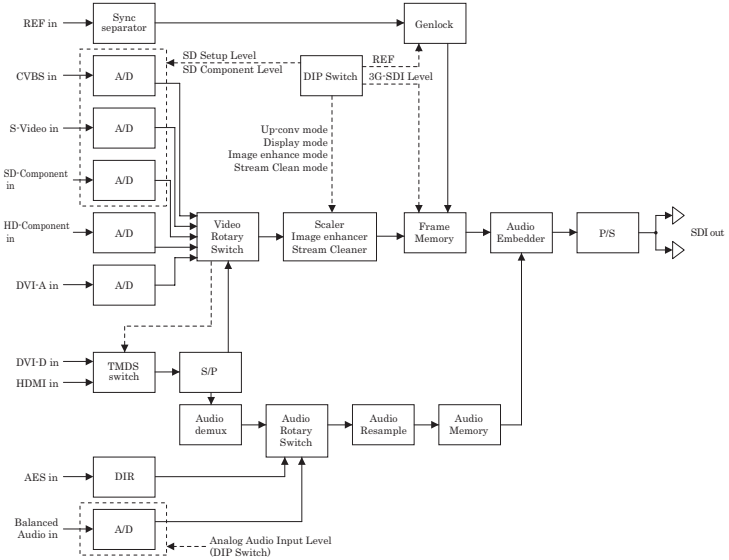 REF in
Sync
separator
Genlock
SD Setup Level
SD Component Level
DIP Switch
REF
3G-SDI Level
CVBS in
A/D
S-Video in
A/D
Up-conv mode
Display mode
Image enhance mode
Stream Clean mode
SD-Component
in
A/D
HD-Component
in
A/D
Video
Rotary
Switch
Scaler
Image enhancer
Stream Cleaner
Frame
Memory
Audio
Embedder
P/S
SDI out
DVI-A in
A/D
DVI-D in
HDMI in
TMDS
switch
S/P
Audio
demux
Audio
Rotary
Switch
Audio
Resample
Audio
Memory
AES in
DIR
Balanced
Audio in
A/D
Analog Audio Input Level
(DIP Switch)